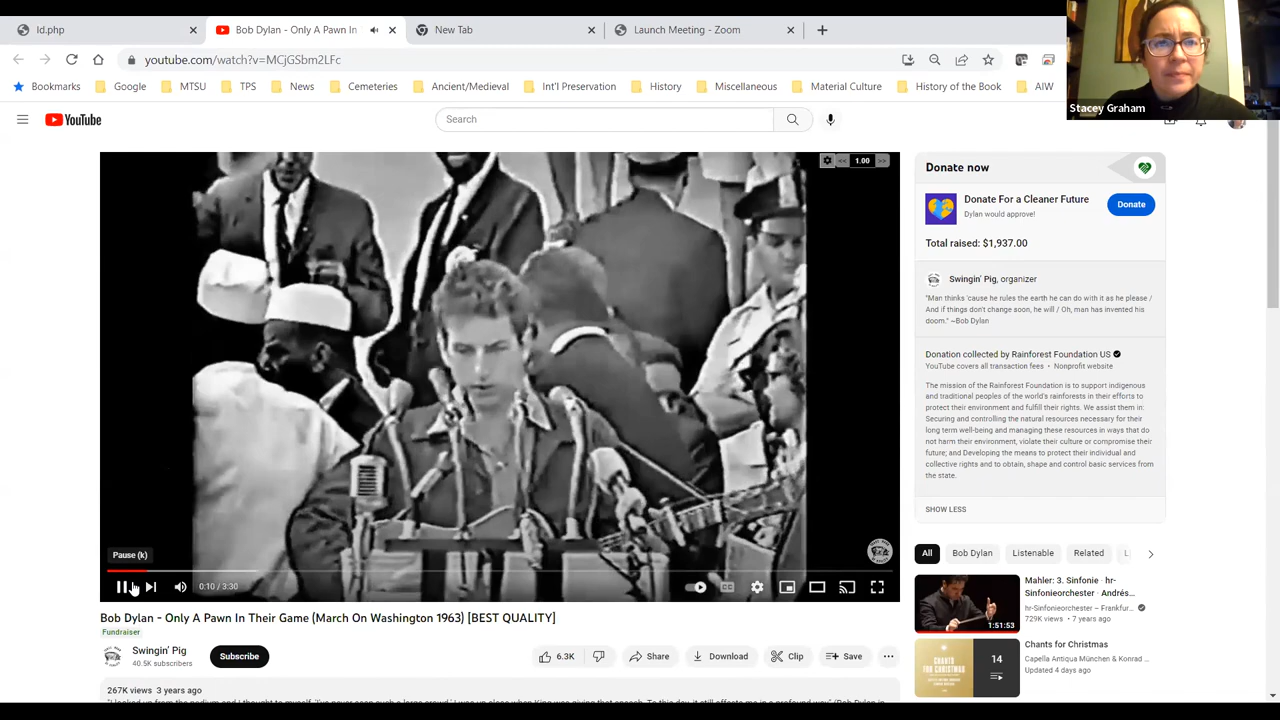 ld.php
Bob Dylan - Only A Pawn In
New Tab
Launch Meeting - Zoom
youtube.com/watch?v=MCjGSbm2LFc
Bookmarks
Google
MTSU
TPS
News
Cemeteries
Ancient/Medieval
Int'l Preservation
History
Miscellaneous
Material Culture
History of the Book
AIW
Stacey Graham
YouTube
Search
1.00
Pause (k)
0:10 / 3:30
Bob Dylan - Only A Pawn In Their Game (March On Washington 1963) [BEST QUALITY]
Fundraiser
Swingin' Pig
40.5K subscribers
Subscribe
6.3K
Share
Download
Clip
Save
267K views 3 years ago
Donate now
Donate For a Cleaner Future
Dylan would approve!
Donate
Total raised: $1,937.00
Swingin' Pig, organizer
"Man thinks 'cause he rules the earth he can do with it as he please /
And if things don't change soon, he will / Oh, man has invented his
doom." ~Bob Dylan
Donation collected by Rainforest Foundation US
YouTube covers all transaction fees • Nonprofit website
The mission of the Rainforest Foundation is to support indigenous
and traditional peoples of the world's rainforests in their efforts to
protect their environment and fulfill their rights. We assist them in:
Securing and controlling the natural resources necessary for their
long term well-being and managing these resources in ways that do
not harm their environment, violate their culture or compromise their
future; and Developing the means to protect their individual and
collective rights and to obtain, shape and control basic services from
the state.
SHOW LESS
All
Bob Dylan
Listenable
Related
Mahler: 3. Sinfonie · hr-
Sinfonieorchester · Andrés...
hr-Sinfonieorchester – Frankfur...
729K views • 7 years ago
1:51:53
Chants for Christmas
Capella Antiqua München & Konrad ...
Updated 4 days ago
14